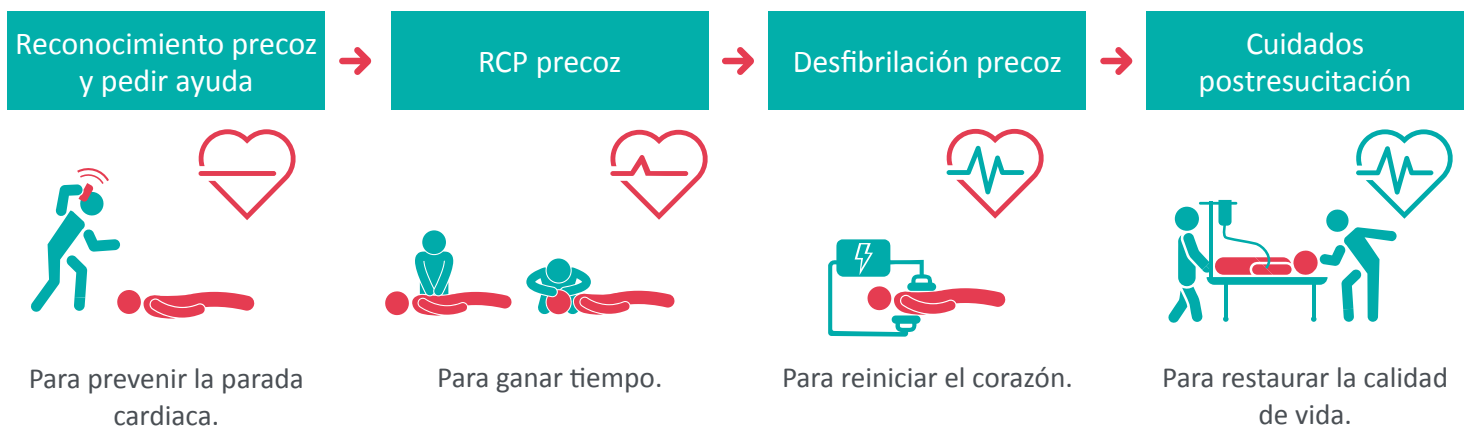 Reconocimiento precoz
y pedir ayuda
RCP precoz
Desfibrilación precoz
Cuidados
postresucitación
Para prevenir la parada
cardiaca.
Para ganar tiempo.
Para reiniciar el corazón.
Para restaurar la calidad
de vida.